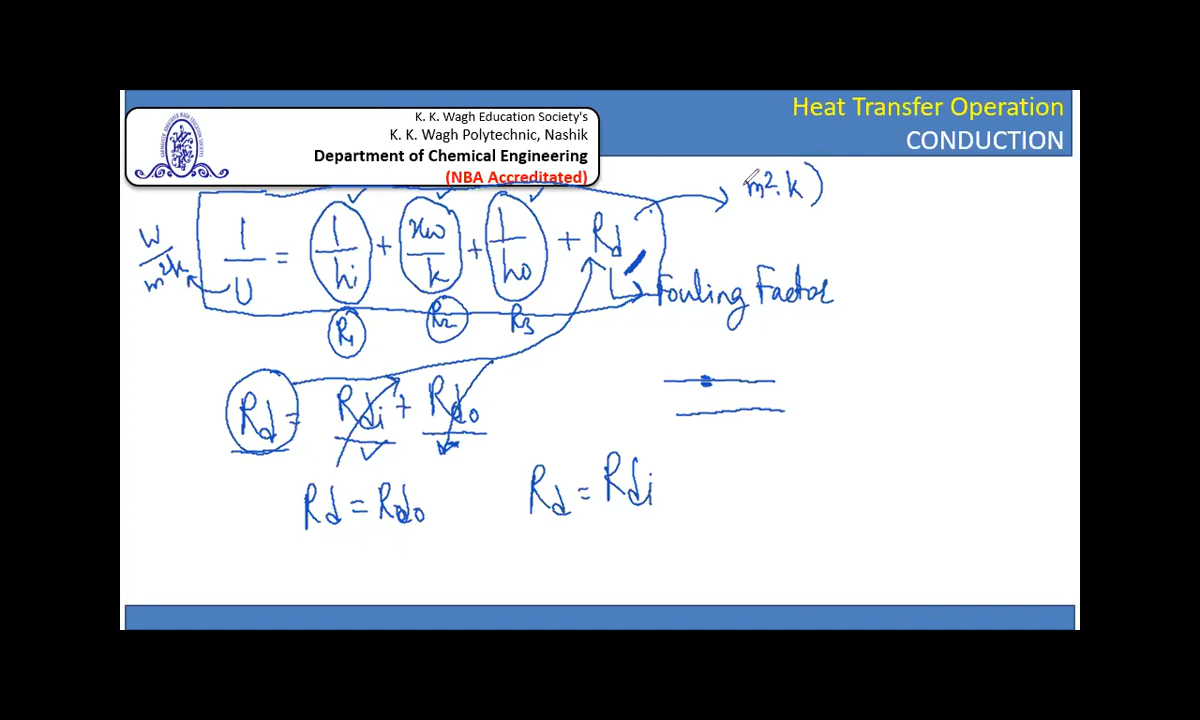 Heat Transfer Operation
CONDUCTION
K. K. Wagh Education Society's
K. K. Wagh Polytechnic, Nashik
Department of Chemical Engineering
(NBA Accreditated)
m².k)
W/m²k
1/U = 1/hi + xw/k + 1/ho + Rd
Fouling Factor
R1 R2 R3
Rd = Rdi + Rdo
Rd = Rdo
Rd = Rdi